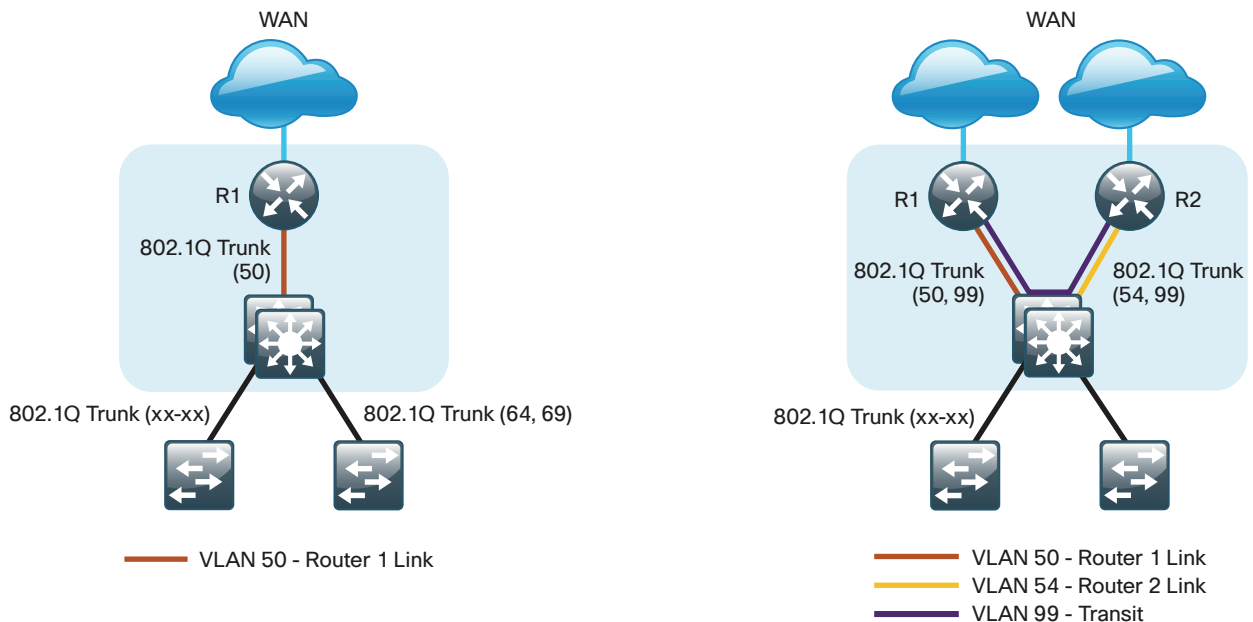 WAN
R1
802.1Q Trunk
(50)
802.1Q Trunk (xx-xx)
802.1Q Trunk (64, 69)
VLAN 50 - Router 1 Link
WAN
R1
R2
802.1Q Trunk
(50, 99)
802.1Q Trunk
(54, 99)
802.1Q Trunk (xx-xx)
VLAN 50 - Router 1 Link
VLAN 54 - Router 2 Link
VLAN 99 - Transit